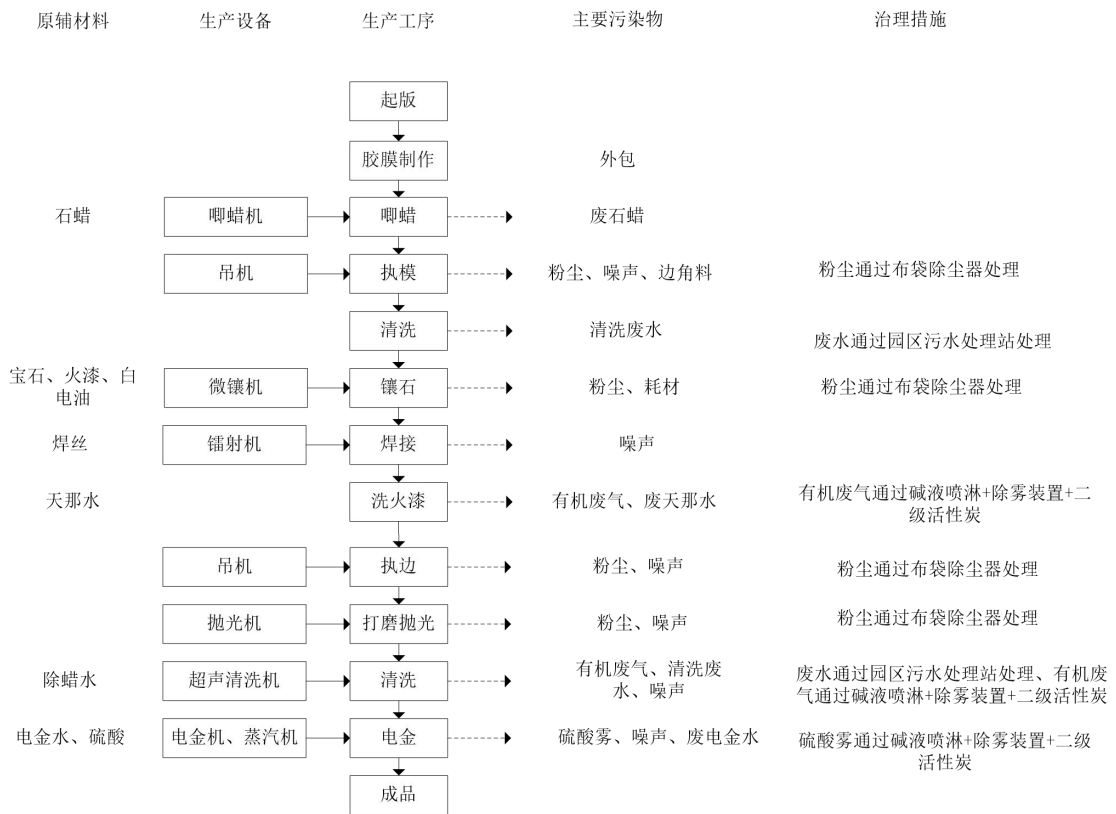 原辅材料 生产设备 生产工序 主要污染物 治理措施
起版
胶膜制作 外包
石蜡 唧蜡机 唧蜡 废石蜡
吊机 执模 粉尘、噪声、边角料 粉尘通过布袋除尘器处理
清洗 清洗废水 废水通过园区污水处理站处理
宝石、火漆、白
电油 微镶机 镶石 粉尘、耗材 粉尘通过布袋除尘器处理
焊丝 镭射机 焊接 噪声
天那水 洗火漆 有机废气、废天那水 有机废气通过碱液喷淋+除雾装置+二
级活性炭
吊机 执边 粉尘、噪声 粉尘通过布袋除尘器处理
抛光机 打磨抛光 粉尘、噪声 粉尘通过布袋除尘器处理
除蜡水 超声清洗机 清洗 有机废气、清洗废
水、噪声 废水通过园区污水处理站处理、有机废
气通过碱液喷淋+除雾装置+二级活性炭
电金水、硫酸 电金机、蒸汽机 电金 硫酸雾、噪声、废电金水 硫酸雾通过碱液喷淋+除雾装置+二级
活性炭
成品